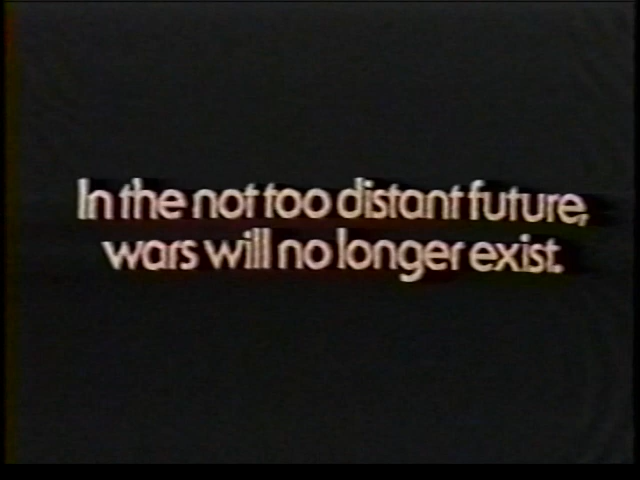 In the not too distant future,
wars will no longer exist.